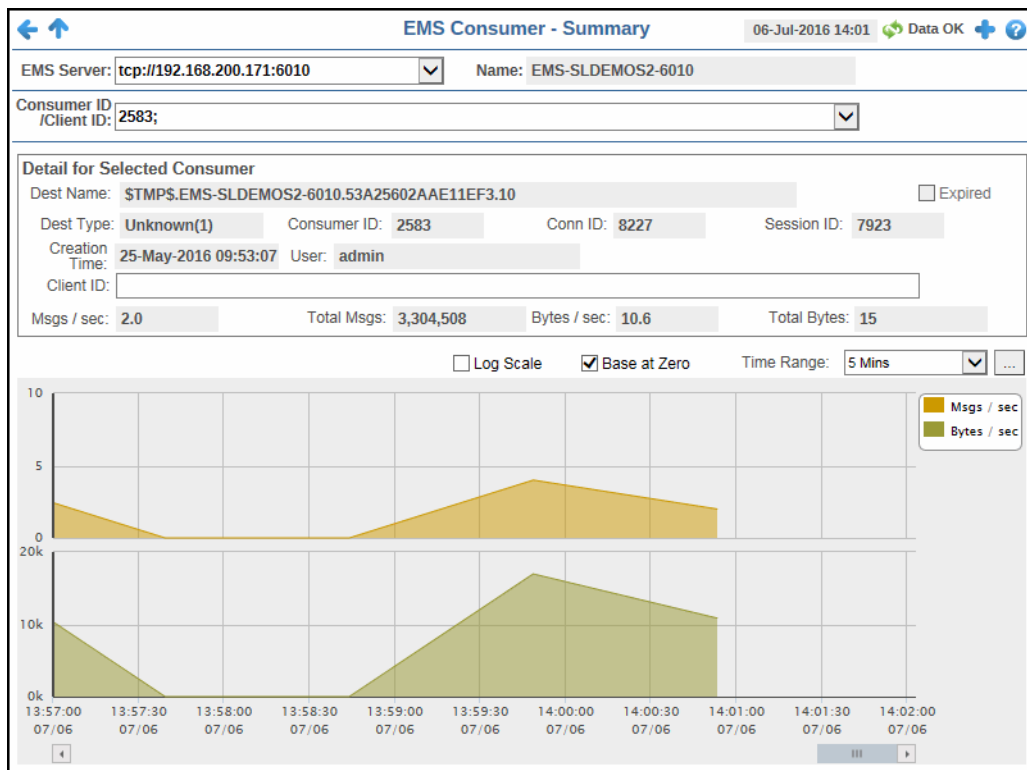 EMS Consumer - Summary 06-Jul-2016 14:01 Data OK
EMS Server: tcp://192.168.200.171:6010 Name: EMS-SLDEMOS2-6010
Consumer ID
/Client ID: 2583;
Detail for Selected Consumer
Dest Name: $TMP$.EMS-SLDEMOS2-6010.53A25602AAE11EF3.10 Expired
Dest Type: Unknown(1) Consumer ID: 2583 Conn ID: 8227 Session ID: 7923
Creation
Time: 25-May-2016 09:53:07 User: admin
Client ID:
Msgs / sec: 2.0 Total Msgs: 3,304,508 Bytes / sec: 10.6 Total Bytes: 15
Log Scale Base at Zero Time Range: 5 Mins ...
10
Msgs / sec
Bytes / sec
5
0
20k
10k
0k
13:57:00 13:57:30 13:58:00 13:58:30 13:59:00 13:59:30 14:00:00 14:00:30 14:01:00 14:01:30 14:02:00
07/06 07/06 07/06 07/06 07/06 07/06 07/06 07/06 07/06 07/06 07/06